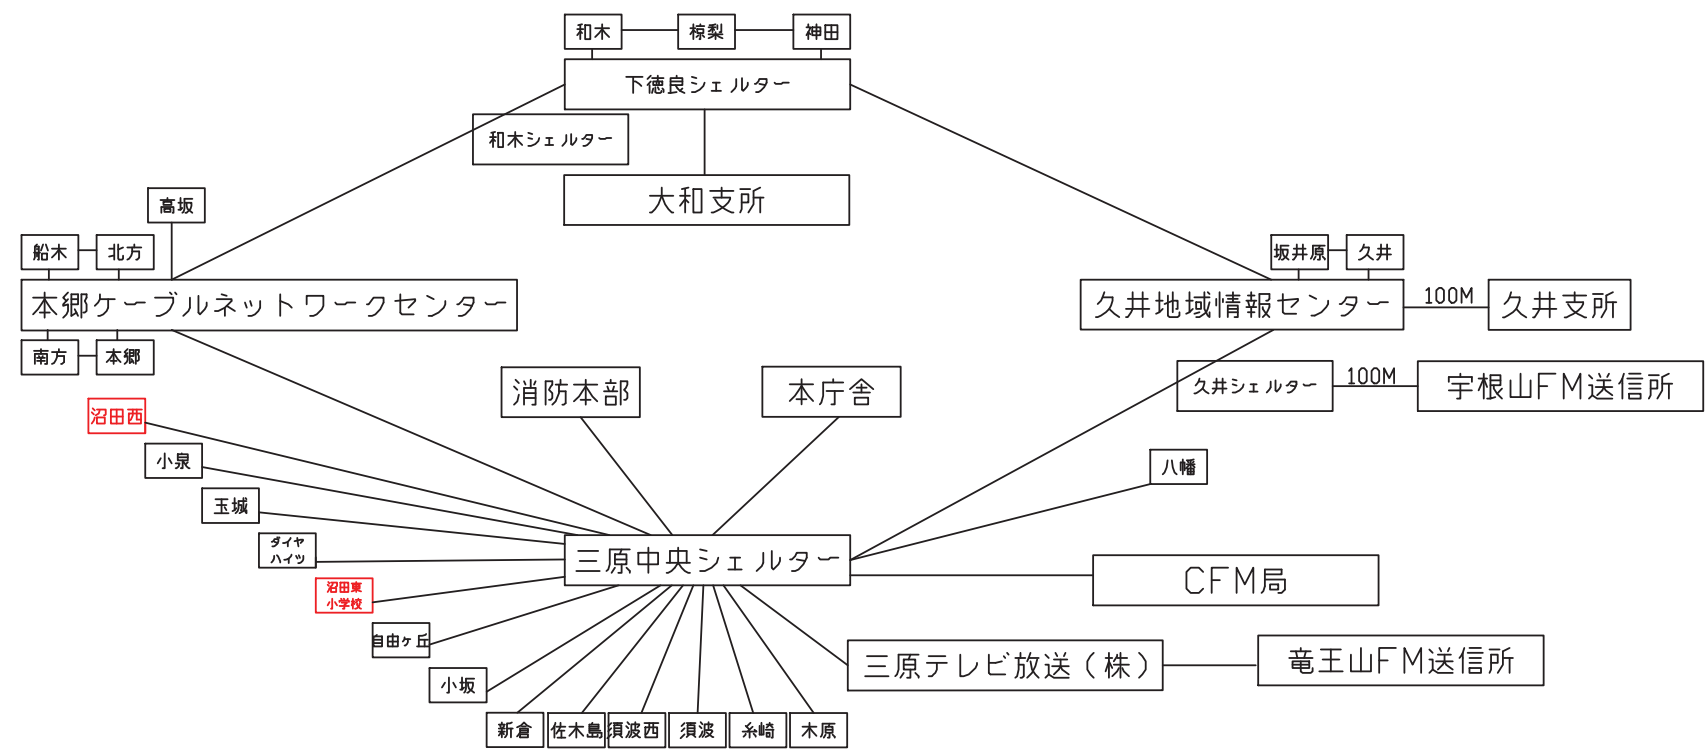 和木
椋梨
神田
下徳良シェルター
和木シェルター
大和支所
高坂
船木
北方
坂井原
久井
本郷ケーブルネットワークセンター
久井地域情報センター
100M
久井支所
南方
本郷
消防本部
本庁舎
久井シェルター
100M
宇根山FM送信所
沼田西
小泉
八幡
玉城
ダイヤ
ハイツ
三原中央シェルター
CFM局
沼田東
小学校
自由ヶ丘
三原テレビ放送(株)
竜王山FM送信所
小坂
新倉
佐木島
須波西
須波
糸崎
木原